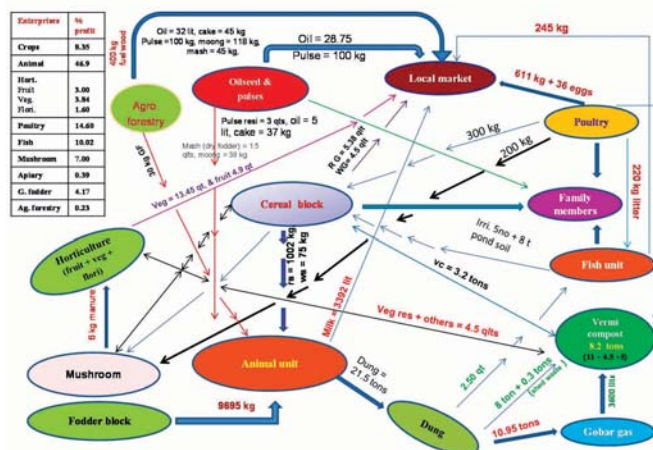 Enterprises % profit
Crops 8.35
Animal 46.9
Hort.
Fruit 3.00
Veg. 3.84
Flori. 1.60
Poultry 14.60
Fish 10.02
Mushroom 7.00
Apiary 0.39
G. fodder 4.17
Ag. forestry 0.23
400 kg
fuel wood
Oil = 32 lit, cake = 45 kg
Pulse=100 kg, moong = 118 kg,
mash = 45 kg,
Oil = 28.75
Pulse = 100 kg
245 kg
Agro.
forestry
Oilseed &
pulses
Local market
611 kg + 36 eggs
Poultry
Pulse resi = 3 qtls, oil = 5
lit, cake = 37 kg
Mash (dry fodder) = 1.5
qtls, moong = 38 kg
30 kg GF
Veg = 13.45 qt, & fruit 4.9 qt
R G = 5.38 qlt
WG= 4.5 qlt
300 kg
200 kg
220 kg litter
Cereal block
Family
members
Horticulture
(fruit + veg +
flori)
rs = 1002 kg
ws = 75 kg
Irri. 5no + 8 t
pond soil
Fish unit
vc = 3.2 tons
Milk = 3392 lit
Veg res + others = 4.5 qlts
Vermi
compost
8.2 tons
(11 - 4.5 -5)
6 kg manure
Mushroom
Animal unit
Dung =
21.5 tons
2.50 qt
8 ton + 0.3 tons
(shed waste )
Fodder block
9695 kg
Dung
10.95 tons
Gobar gas